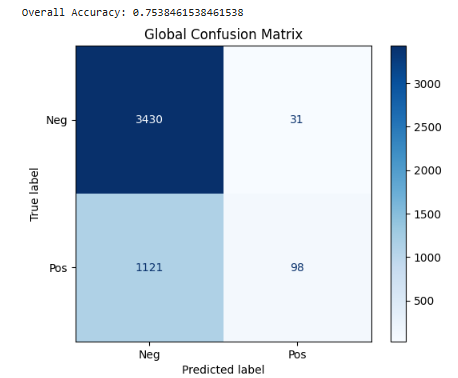 Overall Accuracy: 0.7538461538461538
Global Confusion Matrix
Neg
3430
31
Pos
1121
98
Neg
Pos
True label
Predicted label
3000
2500
2000
1500
1000
500